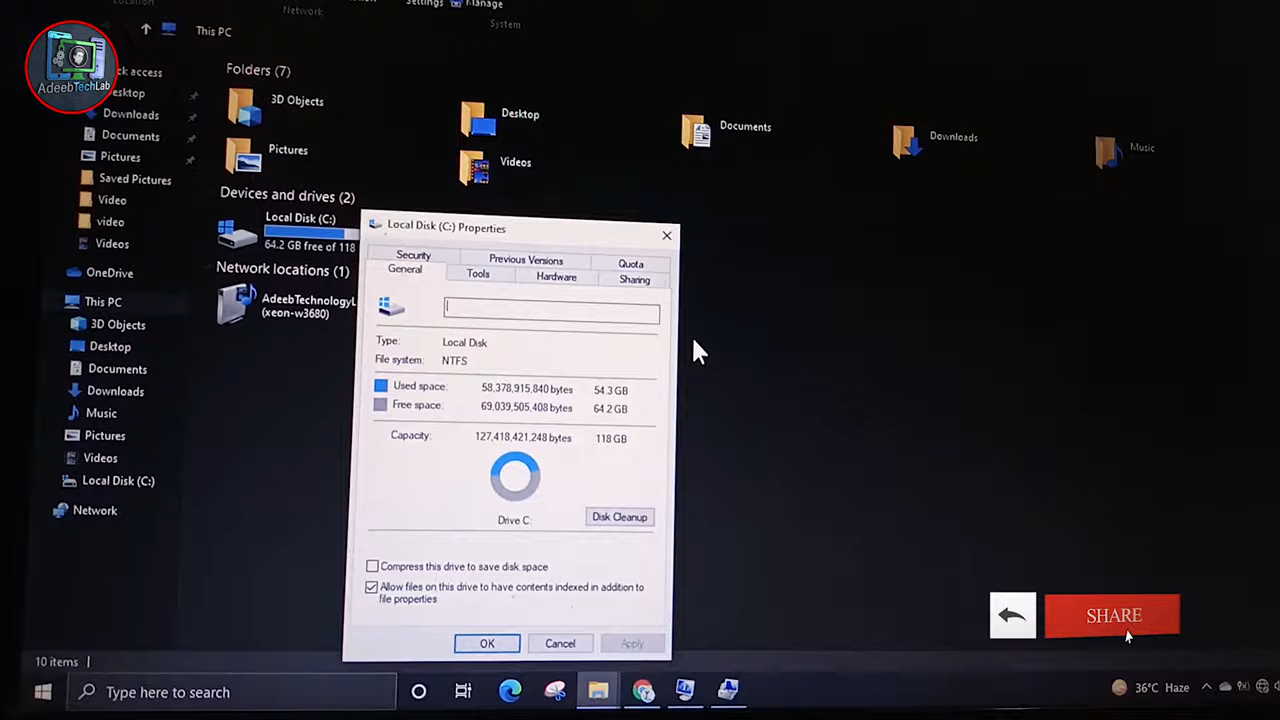 Location
Network
Settings
Manage
System
AdeebTechLab
This PC
ck access
Desktop
Downloads
Documents
Pictures
Saved Pictures
Video
video
Videos
OneDrive
This PC
3D Objects
Desktop
Documents
Downloads
Music
Pictures
Videos
Local Disk (C:)
Network
Folders (7)
3D Objects
Desktop
Documents
Downloads
Music
Pictures
Videos
Devices and drives (2)
Local Disk (C:)
64.2 GB free of 118
Network locations (1)
AdeebTechnologyL
(xeon-w3680)
Local Disk (C:) Properties
Security
Previous Versions
Quota
General
Tools
Hardware
Sharing
Type: Local Disk
File system: NTFS
Used space: 58,378,915,840 bytes 54.3 GB
Free space: 69,039,505,408 bytes 64.2 GB
Capacity: 127,418,421,248 bytes 118 GB
Drive C:
Disk Cleanup
Compress this drive to save disk space
Allow files on this drive to have contents indexed in addition to
file properties
OK
Cancel
Apply
SHARE
10 items
Type here to search
36°C Haze